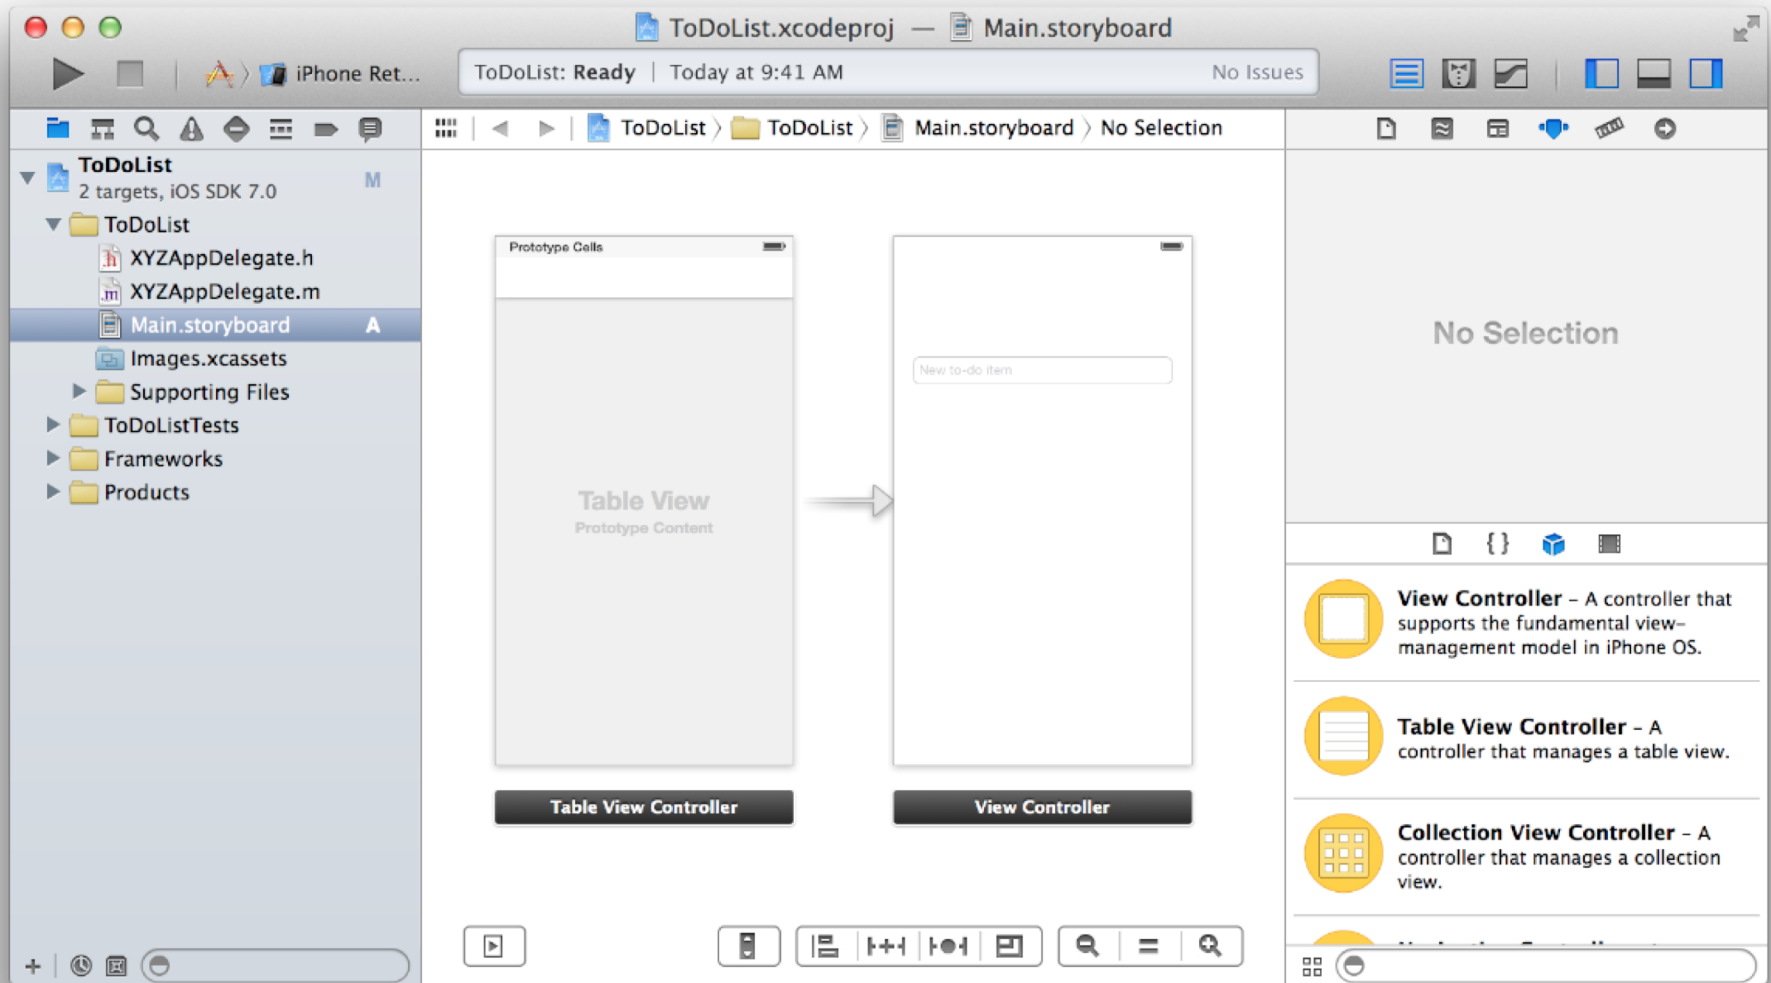 ToDoList.xcodeproj — Main.storyboard
iPhone Ret...
ToDoList: Ready | Today at 9:41 AM
No Issues
ToDoList
ToDoList
Main.storyboard
No Selection
ToDoList
2 targets, iOS SDK 7.0
M
ToDoList
XYZAppDelegate.h
XYZAppDelegate.m
Main.storyboard
A
Images.xcassets
Supporting Files
ToDoListTests
Frameworks
Products
Prototype Cells
Table View
Prototype Content
Table View Controller
New to-do item
View Controller
No Selection
{ }
View Controller – A controller that
supports the fundamental view-
management model in iPhone OS.
Table View Controller – A
controller that manages a table view.
Collection View Controller – A
controller that manages a collection
view.